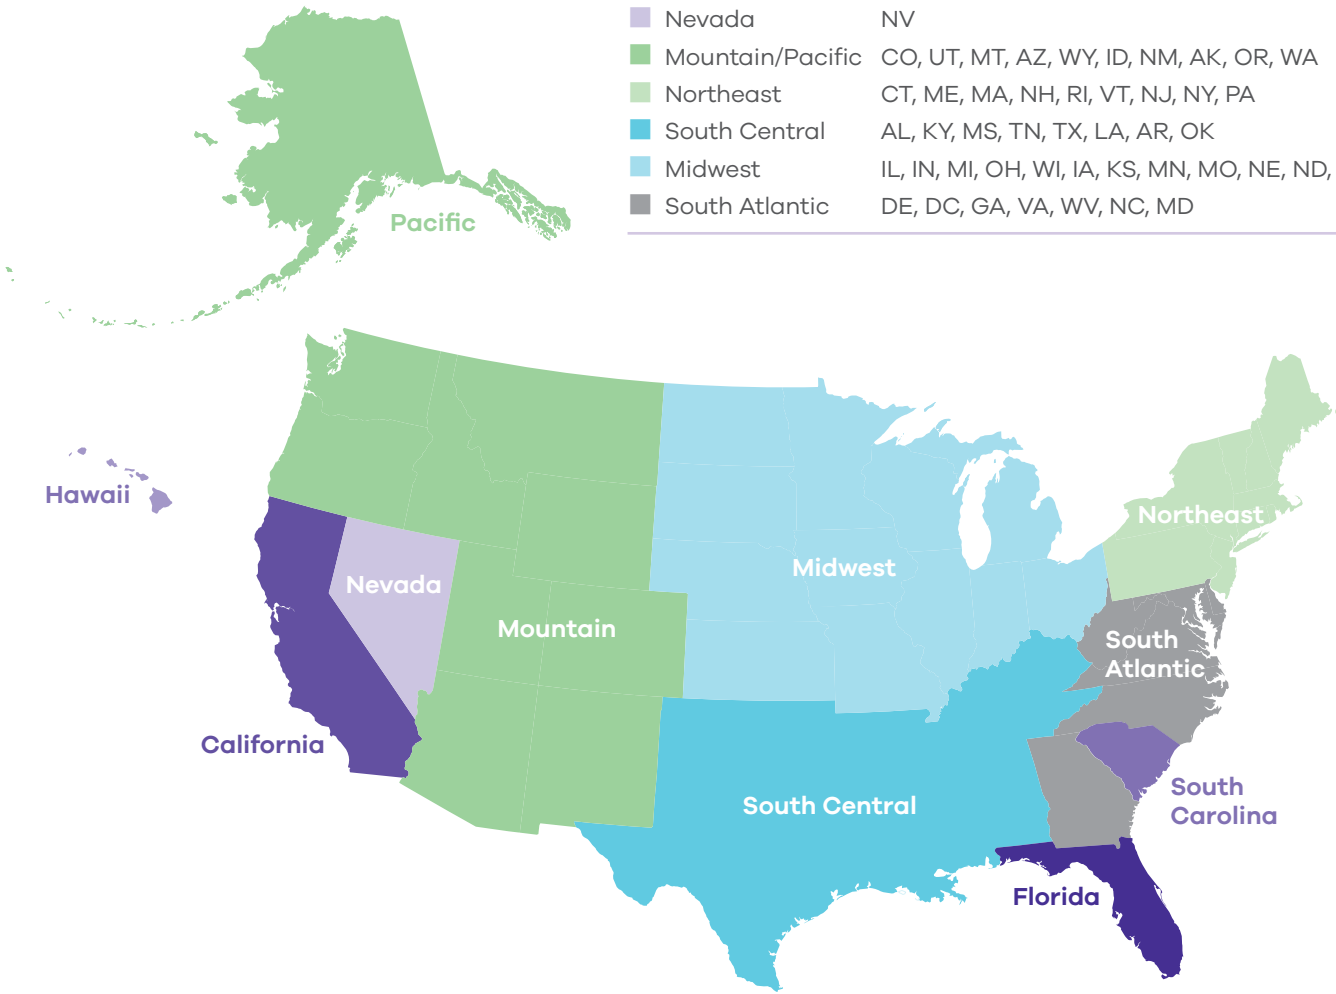 Nevada NV
Mountain/Pacific CO, UT, MT, AZ, WY, ID, NM, AK, OR, WA
Northeast CT, ME, MA, NH, RI, VT, NJ, NY, PA
South Central AL, KY, MS, TN, TX, LA, AR, OK
Midwest IL, IN, MI, OH, WI, IA, KS, MN, MO, NE, ND,
South Atlantic DE, DC, GA, VA, WV, NC, MD
Pacific
Hawaii
Northeast
Midwest
Nevada
Mountain
South
Atlantic
California
South Central
South
Carolina
Florida